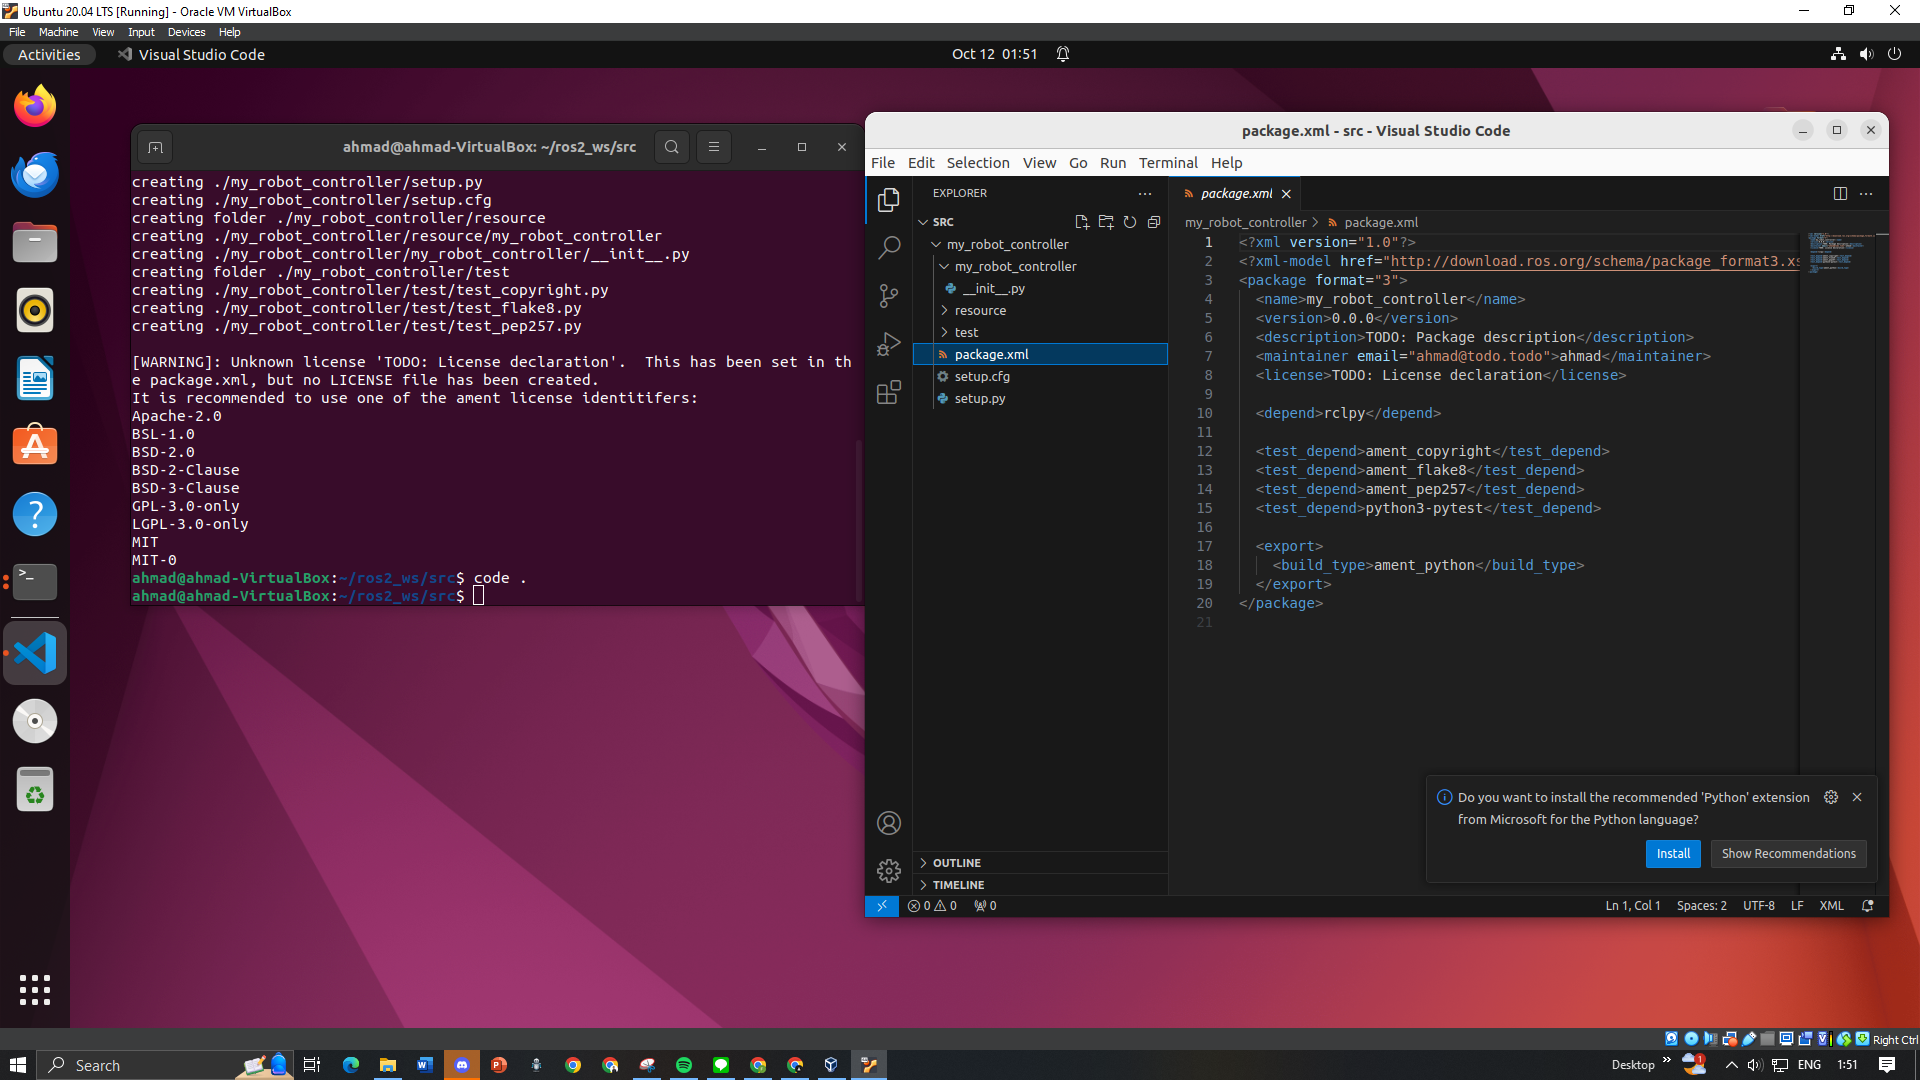 Ubuntu 20.04 LTS [Running] - Oracle VM VirtualBox
File Machine View Input Devices Help
Activities Visual Studio Code Oct 12 01:51
ahmad@ahmad-VirtualBox: ~/ros2_ws/src
creating ./my_robot_controller/setup.py
creating ./my_robot_controller/setup.cfg
creating folder ./my_robot_controller/resource
creating ./my_robot_controller/resource/my_robot_controller
creating ./my_robot_controller/my_robot_controller/__init__.py
creating folder ./my_robot_controller/test
creating ./my_robot_controller/test/test_copyright.py
creating ./my_robot_controller/test/test_flake8.py
creating ./my_robot_controller/test/test_pep257.py
[WARNING]: Unknown license 'TODO: License declaration'.  This has been set in th
e package.xml, but no LICENSE file has been created.
It is recommended to use one of the ament license identitifers:
Apache-2.0
BSL-1.0
BSD-2.0
BSD-2-Clause
BSD-3-Clause
GPL-3.0-only
LGPL-3.0-only
MIT
MIT-0
ahmad@ahmad-VirtualBox:~/ros2_ws/src$ code .
ahmad@ahmad-VirtualBox:~/ros2_ws/src$
package.xml - src - Visual Studio Code
File Edit Selection View Go Run Terminal Help
EXPLORER
SRC
my_robot_controller
my_robot_controller
__init__.py
resource
test
package.xml
setup.cfg
setup.py
OUTLINE
TIMELINE
package.xml
my_robot_controller > package.xml
1 <?xml version="1.0"?>
2 <?xml-model href="http://download.ros.org/schema/package_format3.xs
3 <package format="3">
4 <name>my_robot_controller</name>
5 <version>0.0.0</version>
6 <description>TODO: Package description</description>
7 <maintainer email="ahmad@todo.todo">ahmad</maintainer>
8 <license>TODO: License declaration</license>
9
10 <depend>rclpy</depend>
11
12 <test_depend>ament_copyright</test_depend>
13 <test_depend>ament_flake8</test_depend>
14 <test_depend>ament_pep257</test_depend>
15 <test_depend>python3-pytest</test_depend>
16
17 <export>
18 <build_type>ament_python</build_type>
19 </export>
20 </package>
21
Do you want to install the recommended 'Python' extension
from Microsoft for the Python language?
Install Show Recommendations
0 0 0 Ln 1, Col 1 Spaces: 2 UTF-8 LF XML
Right Ctrl
Search Desktop 1 ENG 1:51